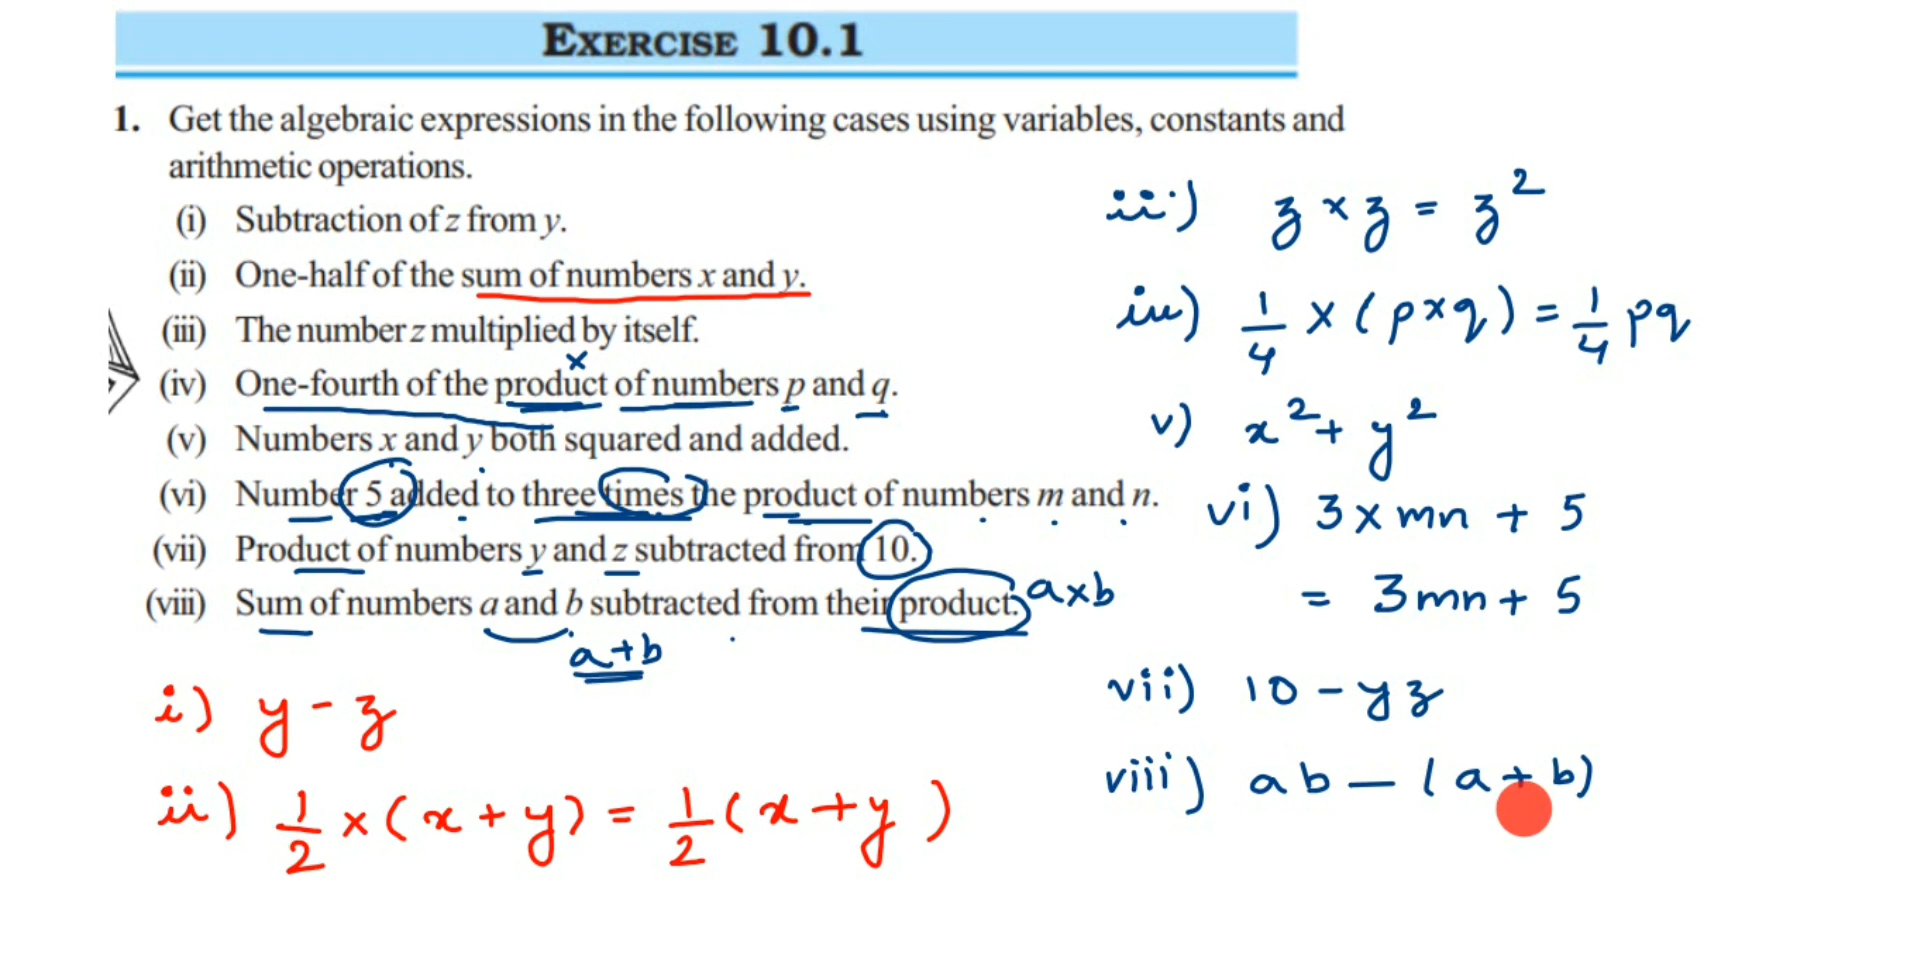 EXERCISE 10.1
1. Get the algebraic expressions in the following cases using variables, constants and
arithmetic operations.
(i) Subtraction of z from y.
(ii) One-half of the sum of numbers x and y.
(iii) The number z multiplied by itself.
×
(iv) One-fourth of the product of numbers p and q.
(v) Numbers x and y both squared and added.
(vi) Number 5 added to three times the product of numbers m and n.
(vii) Product of numbers y and z subtracted from 10.
(viii) Sum of numbers a and b subtracted from their product. a×b
a+b
i) y - z
ii) 1/2 × (x + y) = 1/2 (x + y)
iii) z × z = z²
iv) 1/4 × (p × q) = 1/4 pq
v) x² + y²
vi) 3 × mn + 5
= 3mn + 5
vii) 10 - yz
viii) ab - (a + b)